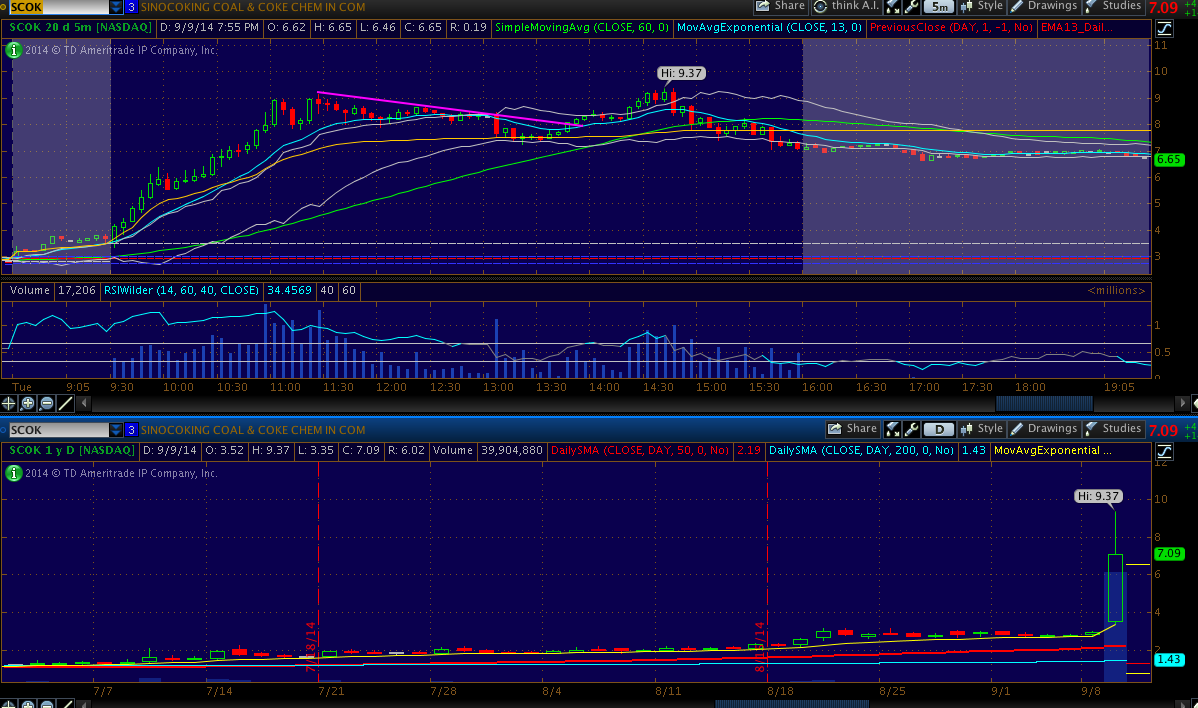 SCOK 3 SINOCOKING COAL & COKE CHEM IN COM Share think A.I. 5m Style Drawings Studies 7.09
SCOK 20 d 5m [NASDAQ] D: 9/9/14 7:55 PM O: 6.62 H: 6.65 L: 6.46 C: 6.65 R: 0.19 SimpleMovingAvg (CLOSE, 60, 0) MovAvgExponential (CLOSE, 13, 0) PreviousClose (DAY, 1, -1, No) EMA13_Dail...
2014 © TD Ameritrade IP Company, Inc.
11
Hi: 9.37
10
9
8
7
6.65
6
5
4
3
Volume 17,206 RSIWilder (14, 60, 40, CLOSE) 34.4569 40 60 <millions>
1
0.5
0
Tue 9:05 9:30 10:00 10:30 11:00 11:30 12:00 12:30 13:00 13:30 14:00 14:30 15:00 15:30 16:00 16:30 17:00 17:30 18:00 19:05
SCOK 3 SINOCOKING COAL & COKE CHEM IN COM Share D Style Drawings Studies 7.09
SCOK 1 y D [NASDAQ] D: 9/9/14 O: 3.52 H: 9.37 L: 3.35 C: 7.09 R: 6.02 Volume 39,904,880 DailySMA (CLOSE, DAY, 50, 0, No) 2.19 DailySMA (CLOSE, DAY, 200, 0, No) 1.43 MovAvgExponential ...
2014 © TD Ameritrade IP Company, Inc.
12
Hi: 9.37
10
8
7.09
6
4
2
1.43
7/7 7/14 7/21 7/28 8/4 8/11 8/18 8/25 9/1 9/8